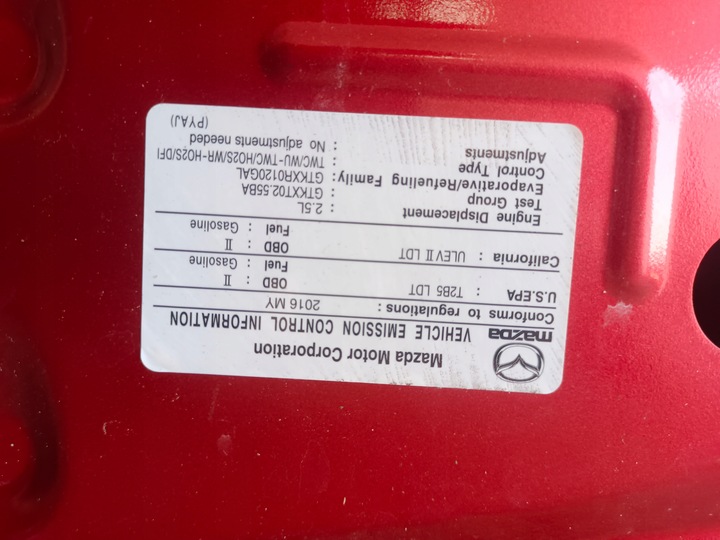 Mazda Motor Corporation
mazda VEHICLE EMISSION CONTROL INFORMATION
Conforms to regulations : 2016 MY
U.S.EPA : T2B5 LDT OBD : II
Fuel : Gasoline
California : ULEV II LDT OBD : II
Fuel : Gasoline
Engine Displacement : 2.5L
Test Group : GTKXT02.55BA
Evaporative/Refueling Family : GTKXR0120GAL
Control Type : TWC/WU-TWC/HO2S/WR-HO2S/DFI
Adjustments : No adjustments needed
(PYAJ)